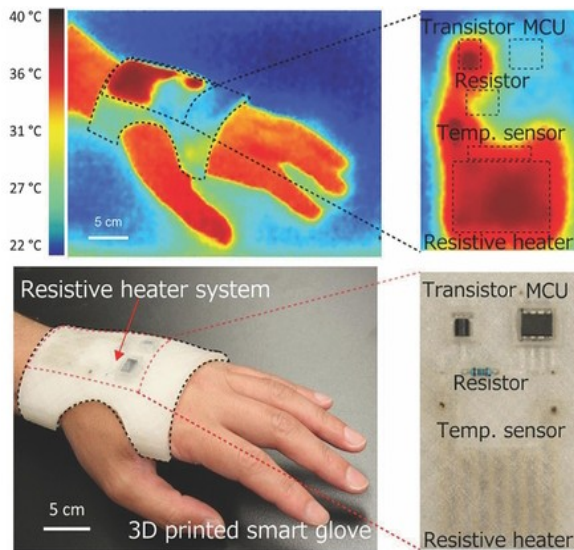 40 °C
36 °C
31 °C
27 °C
22 °C
5 cm
Transistor MCU
Resistor
Temp. sensor
Resistive heater
Resistive heater system
5 cm
3D printed smart glove
Transistor MCU
Resistor
Temp. sensor
Resistive heater